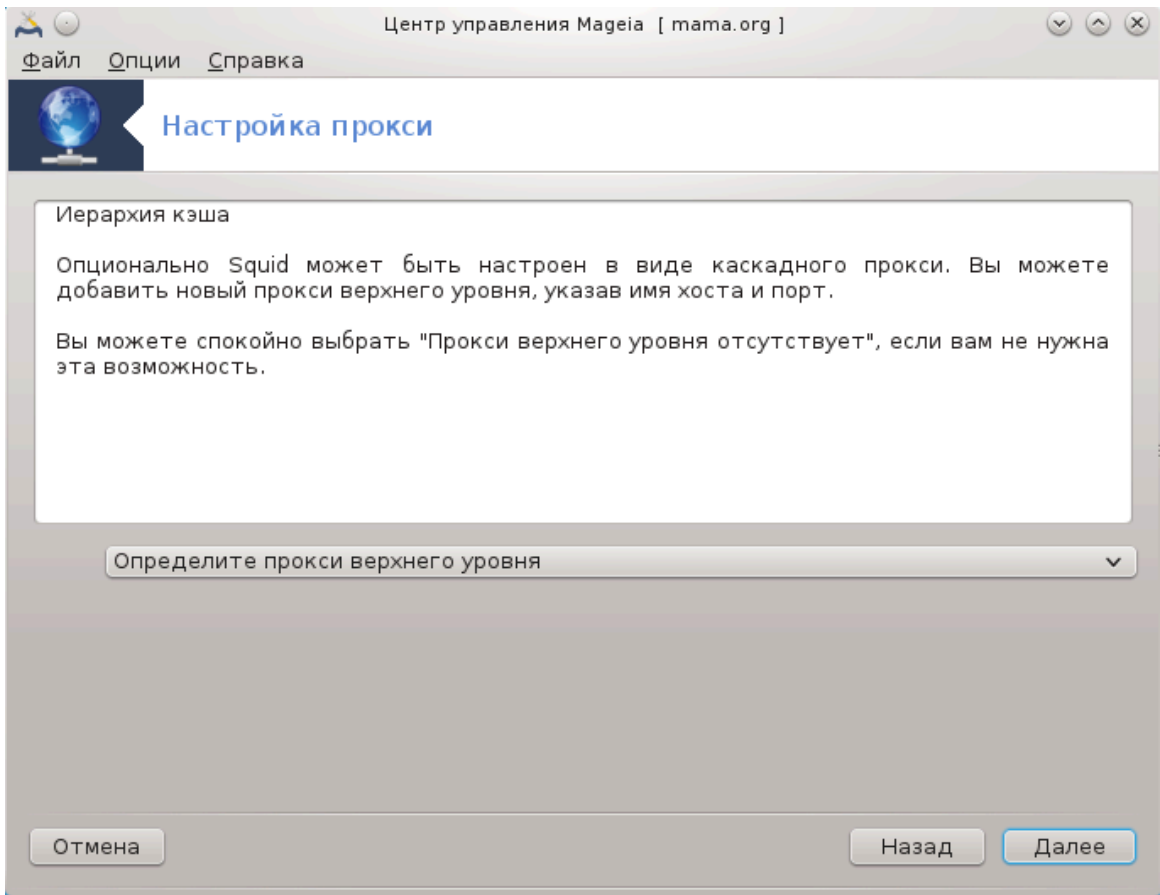 Центр управления Mageia [ mama.org ]
Файл Опции Справка
Настройка прокси
Иерархия кэша
Опционально Squid может быть настроен в виде каскадного прокси. Вы можете
добавить новый прокси верхнего уровня, указав имя хоста и порт.
Вы можете спокойно выбрать "Прокси верхнего уровня отсутствует", если вам не нужна
эта возможность.
Определите прокси верхнего уровня
Отмена
Назад
Далее